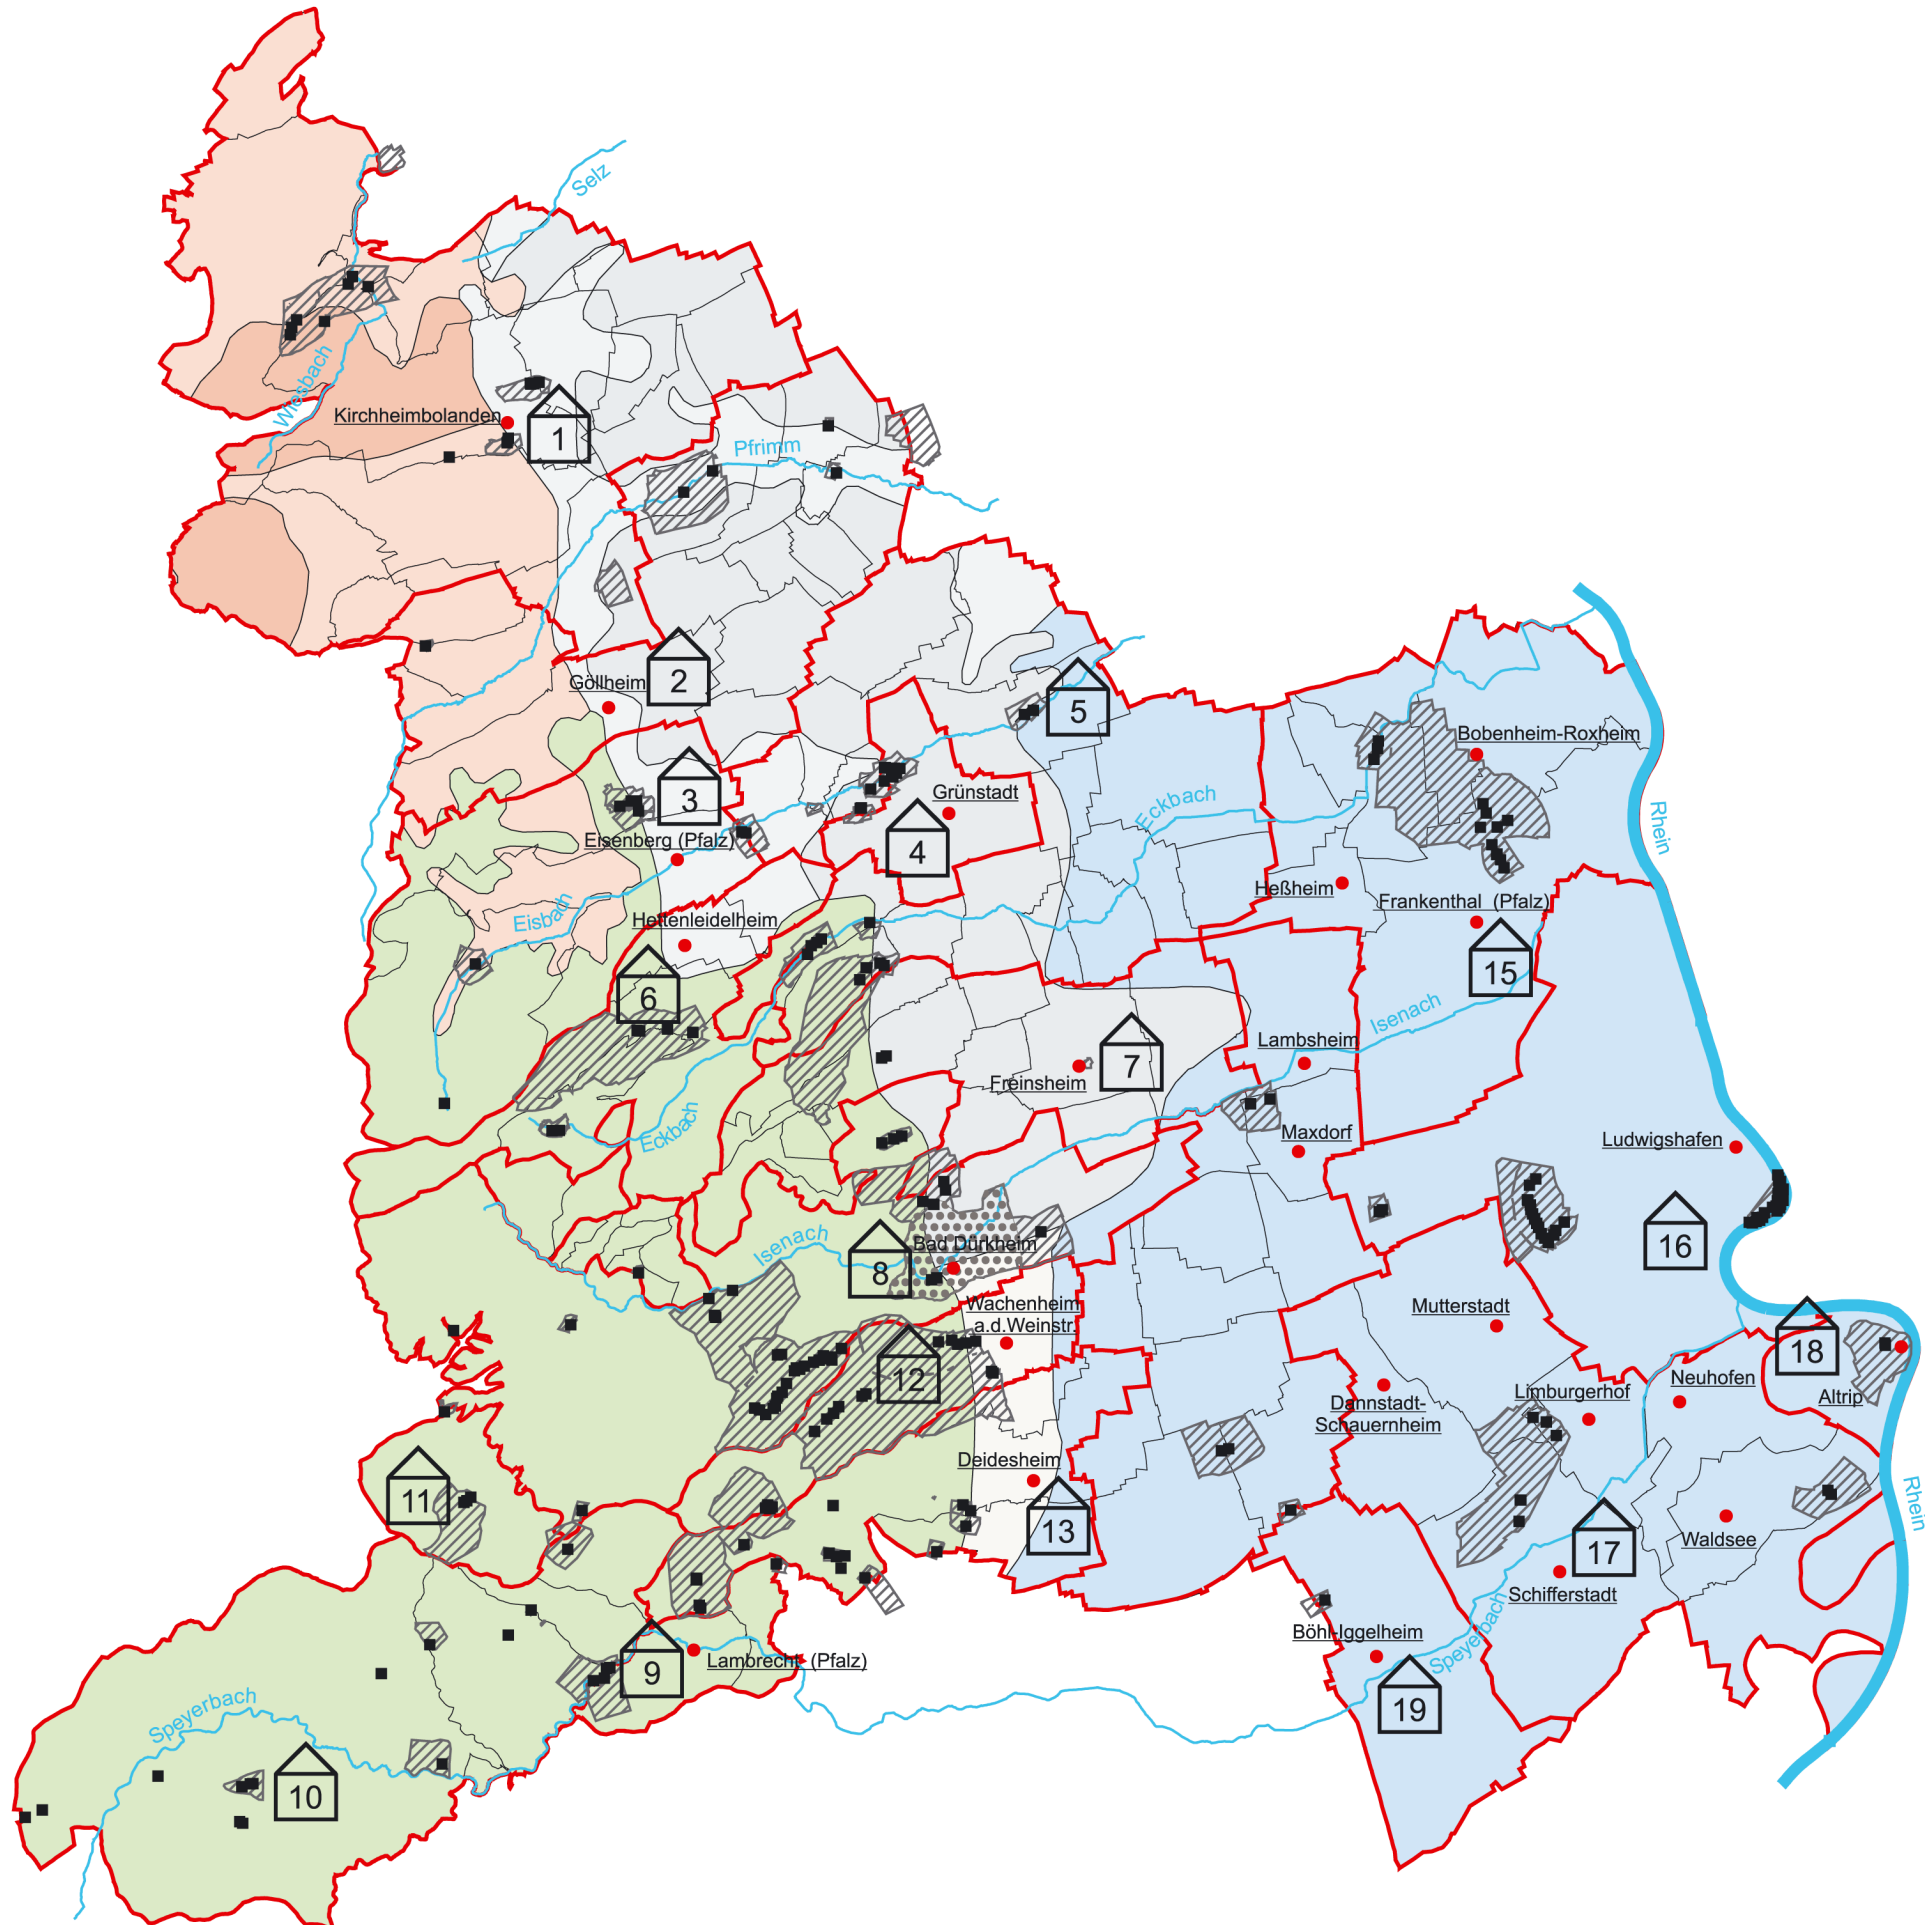 Selz
Wiesbach
Kirchheimbolanden
1
Pfrimm
2
Göllheim
5
Bobenheim-Roxheim
3
Grünstadt
Eckbach
Rhein
Eisenberg (Pfalz)
4
Heßheim
Frankenthal (Pfalz)
Eisbach
Hettenleidelheim
6
15
Isenach
Lambsheim
7
Freinsheim
Eckbach
Maxdorf
Ludwigshafen
Isenach
Bad Dürkheim
8
16
Wachenheim
a.d.Weinstr.
Mutterstadt
18
12
Neuhofen
Limburgerhof
Altrip
Dannstadt-
Schauernheim
Deidesheim
11
13
Rhein
17
Waldsee
Schifferstadt
Böhl-Iggelheim
Speyerbach
9
Lambrecht (Pfalz)
19
Speyerbach
10